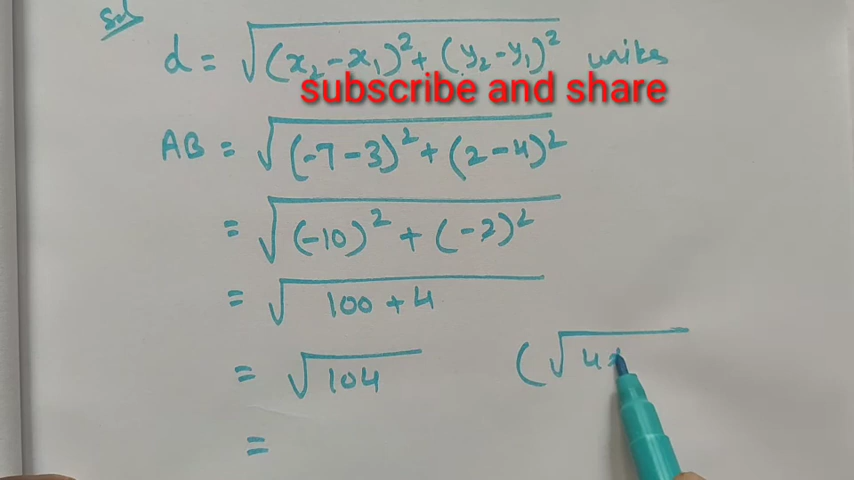 Sol
d = √(x₂ - x₁)² + (y₂ - y₁)² units
subscribe and share
AB = √(-7 - 3)² + (2 - 4)²
= √(-10)² + (-2)²
= √100 + 4
= √104 (√4x
=